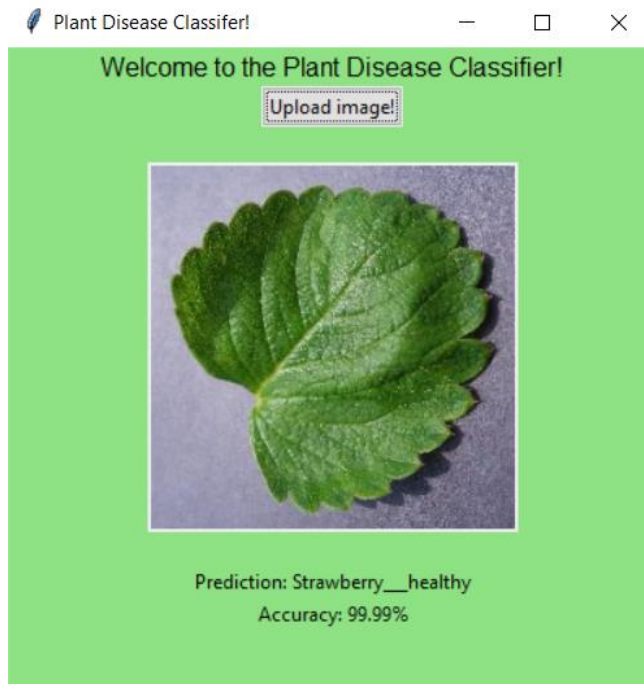 Plant Disease Classifer!
Welcome to the Plant Disease Classifier!
Upload image!
Prediction: Strawberry___healthy
Accuracy: 99.99%